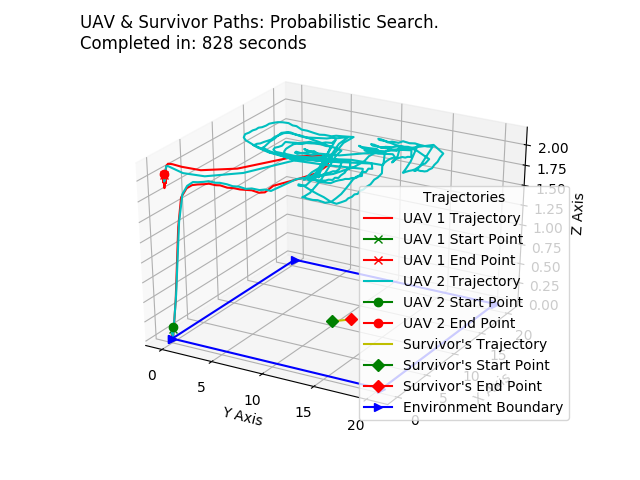 UAV & Survivor Paths: Probabilistic Search.
Completed in: 828 seconds
2.00
1.75
1.50
1.25
1.00
0.75
0.50
0.25
0.00
Z Axis
Trajectories
UAV 1 Trajectory
UAV 1 Start Point
UAV 1 End Point
UAV 2 Trajectory
UAV 2 Start Point
UAV 2 End Point
Survivor's Trajectory
Survivor's Start Point
Survivor's End Point
Environment Boundary
0
5
10
15
20
Y Axis
0
5
10
15
20